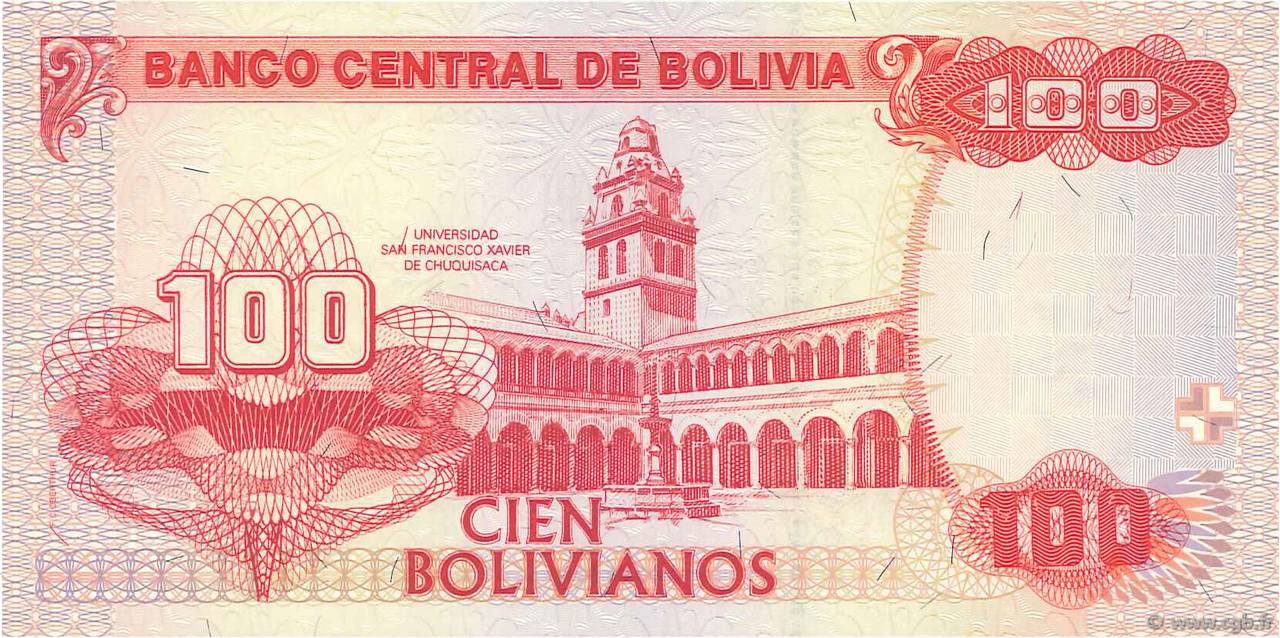 BANCO CENTRAL DE BOLIVIA
100
UNIVERSIDAD
SAN FRANCISCO XAVIER
DE CHUQUISACA
100
CIEN
BOLIVIANOS
100
© www.cgb.fr